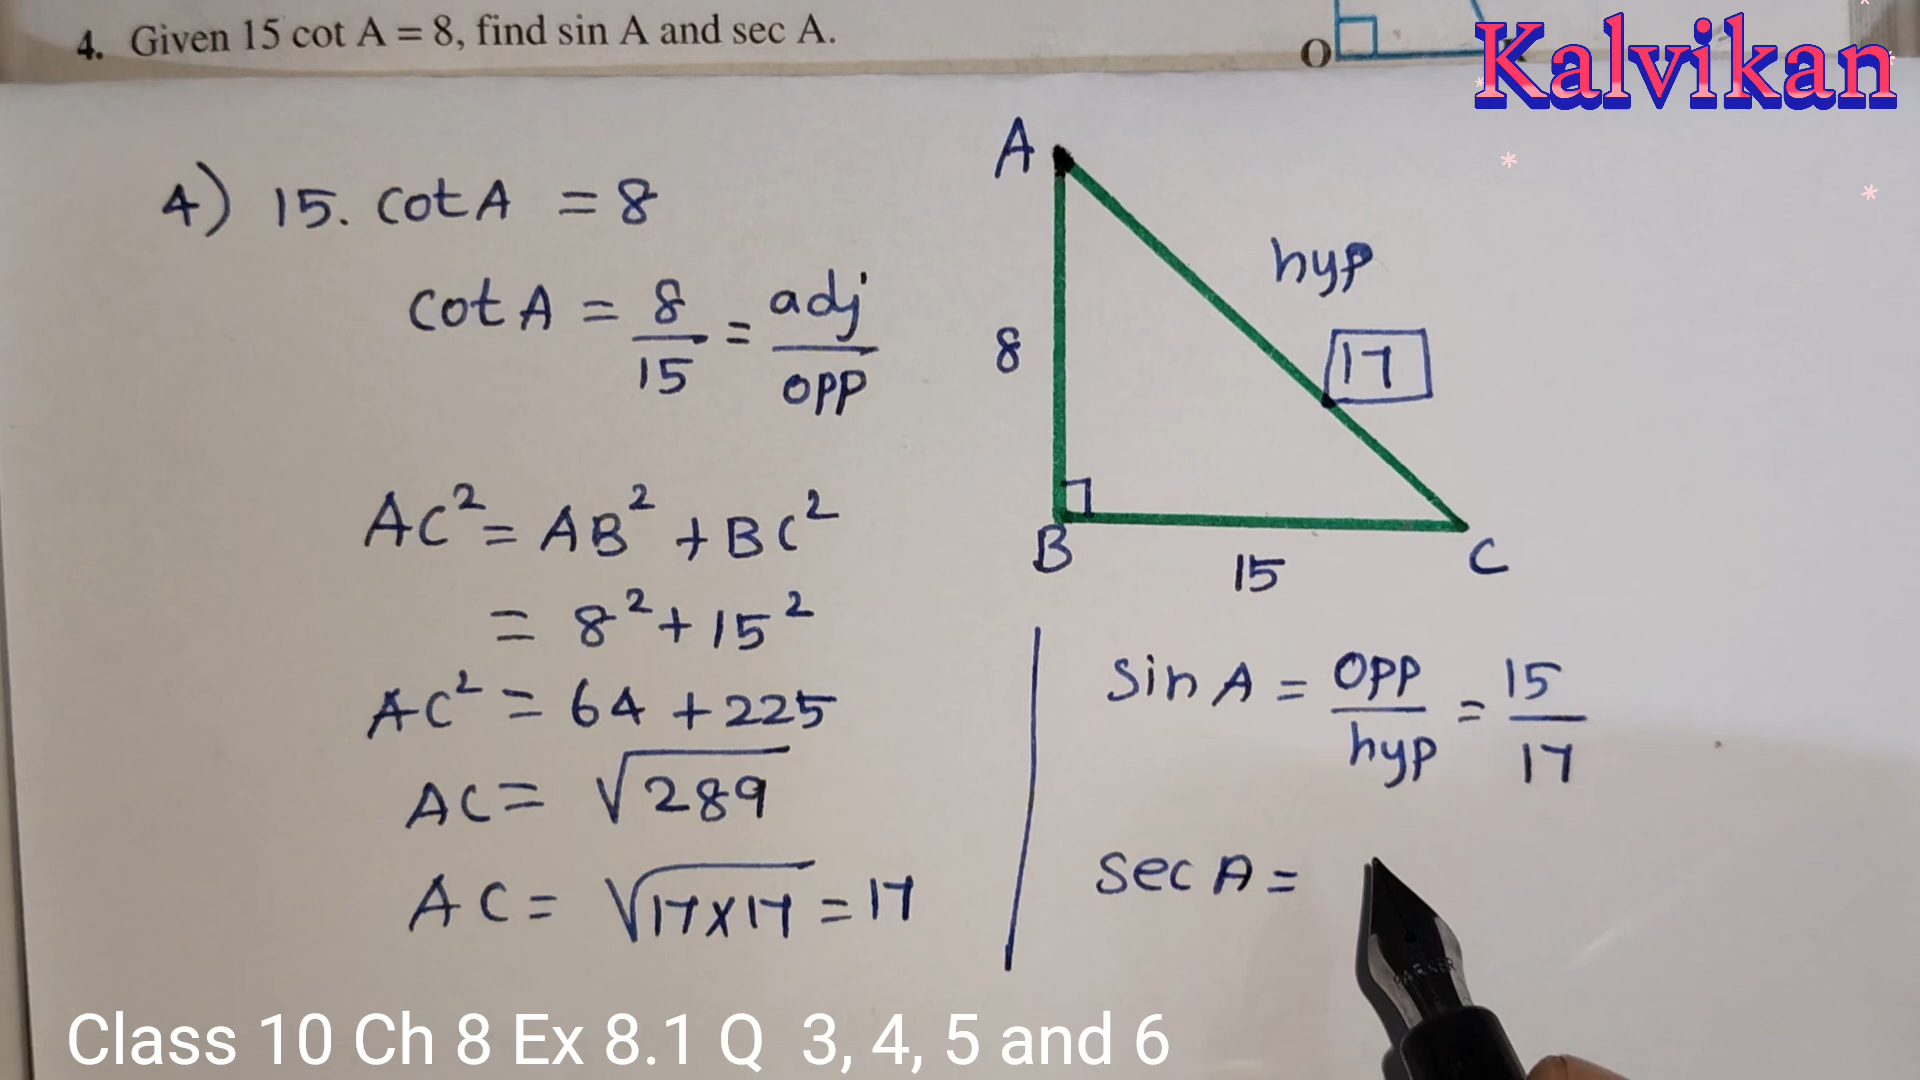 4. Given 15 cot A = 8, find sin A and sec A.
O
Kalvikan
4) 15. cot A = 8
cot A = 8/15 = adj/opp
AC² = AB² + BC²
= 8² + 15²
AC² = 64 + 225
AC = √289
AC = √17×17 = 17
A
hyp
8
17
B
15
C
sin A = opp/hyp = 15/17
sec A =
PARKER
Class 10 Ch 8 Ex 8.1 Q 3, 4, 5 and 6